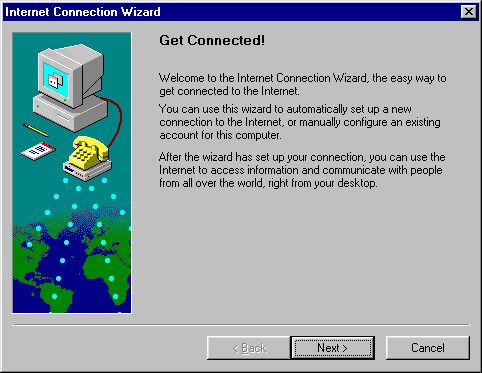 Internet Connection Wizard
Get Connected!
Welcome to the Internet Connection Wizard, the easy way to
get connected to the Internet.
You can use this wizard to automatically set up a new
connection to the Internet, or manually configure an existing
account for this computer.
After the wizard has set up your connection, you can use the
Internet to access information and communicate with people
from all over the world, right from your desktop.
< Back
Next >
Cancel